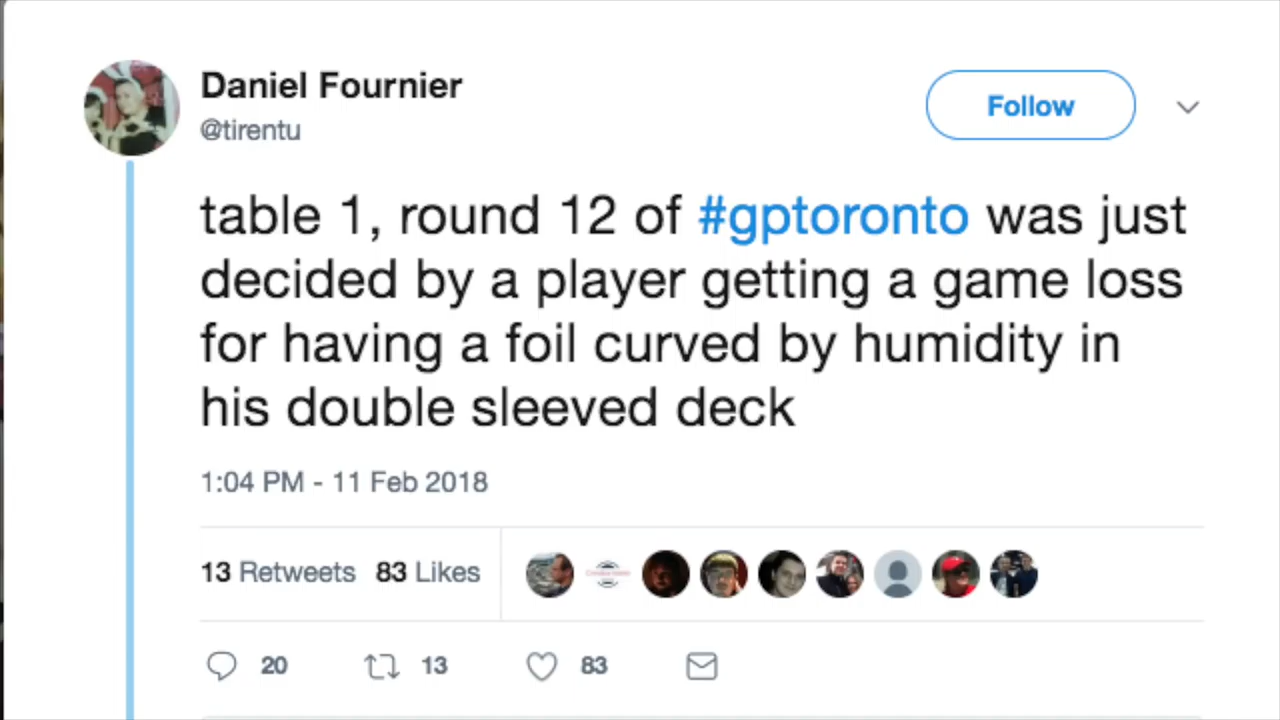 Daniel Fournier
@tirentu
Follow
table 1, round 12 of #gptoronto was just
decided by a player getting a game loss
for having a foil curved by humidity in
his double sleeved deck
1:04 PM - 11 Feb 2018
13 Retweets 83 Likes
20 13 83